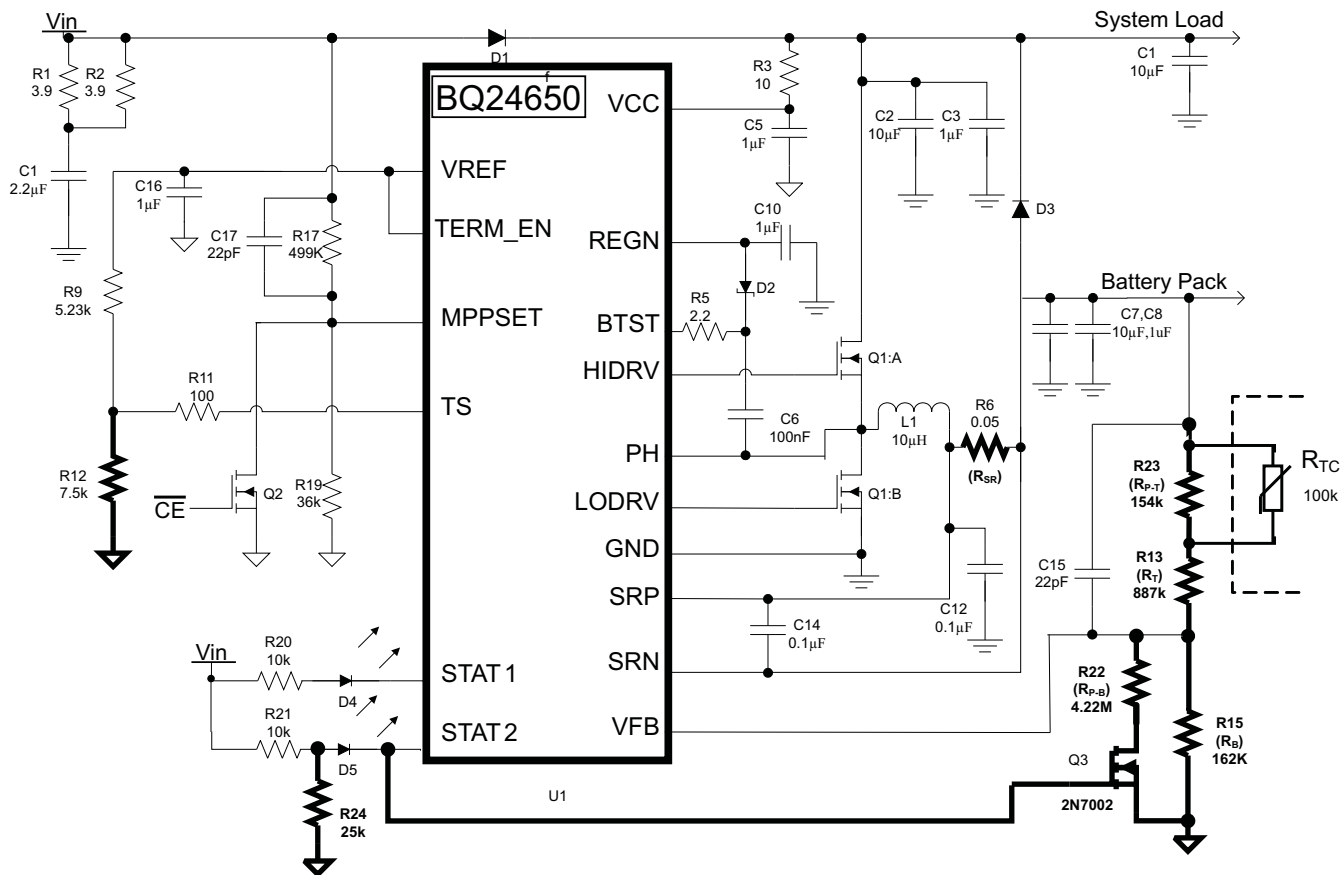 Vin
System Load
R1
3.9
R2
3.9
D1
f
BQ24650
R3
10
C1
10µF
VCC
C5
1µF
C2
10µF
C3
1µF
C1
2.2µF
C16
1µF
VREF
TERM_EN
C17
22pF
R17
499K
C10
1µF
REGN
D3
D2
Battery Pack
R9
5.23k
MPPSET
BTST
R5
2.2
C7,C8
10µF,1uF
HIDRV
Q1:A
R11
100
TS
C6
100nF
L1
10µH
R6
0.05
(RSR)
PH
R12
7.5k
CE
Q2
R19
36k
LODRV
Q1:B
R23
(RP-T)
154k
RTC
100k
GND
C15
22pF
R13
(RT)
887k
SRP
C14
0.1µF
C12
0.1µF
Vin
R20
10k
D4
STAT1
SRN
R22
(RP-B)
4.22M
R21
10k
D5
STAT2
VFB
R15
(RB)
162K
Q3
2N7002
R24
25k
U1